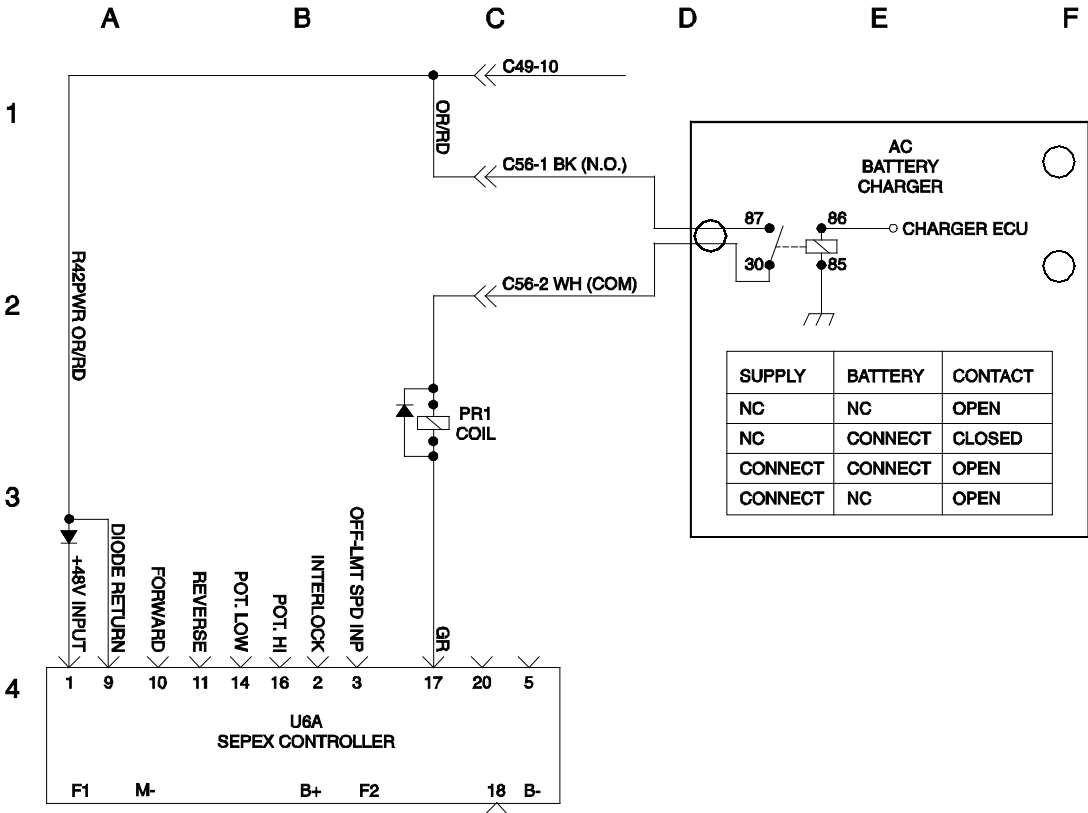 A B C D E F
1
C49-10
OR/RD
AC
BATTERY
CHARGER
C56-1 BK (N.O.)
87 86
CHARGER ECU
30 85
2
R42PWR OR/RD
C56-2 WH (COM)
SUPPLY BATTERY CONTACT
NC NC OPEN
NC CONNECT CLOSED
CONNECT CONNECT OPEN
CONNECT NC OPEN
PR1
COIL
3
+48V INPUT
DIODE RETURN
FORWARD
REVERSE
POT. LOW
POT. HI
INTERLOCK
OFF-LMT SPD INP
GR
4
1 9 10 11 14 16 2 3 17 20 5
U6A
SEPEX CONTROLLER
F1 M- B+ F2 18 B-